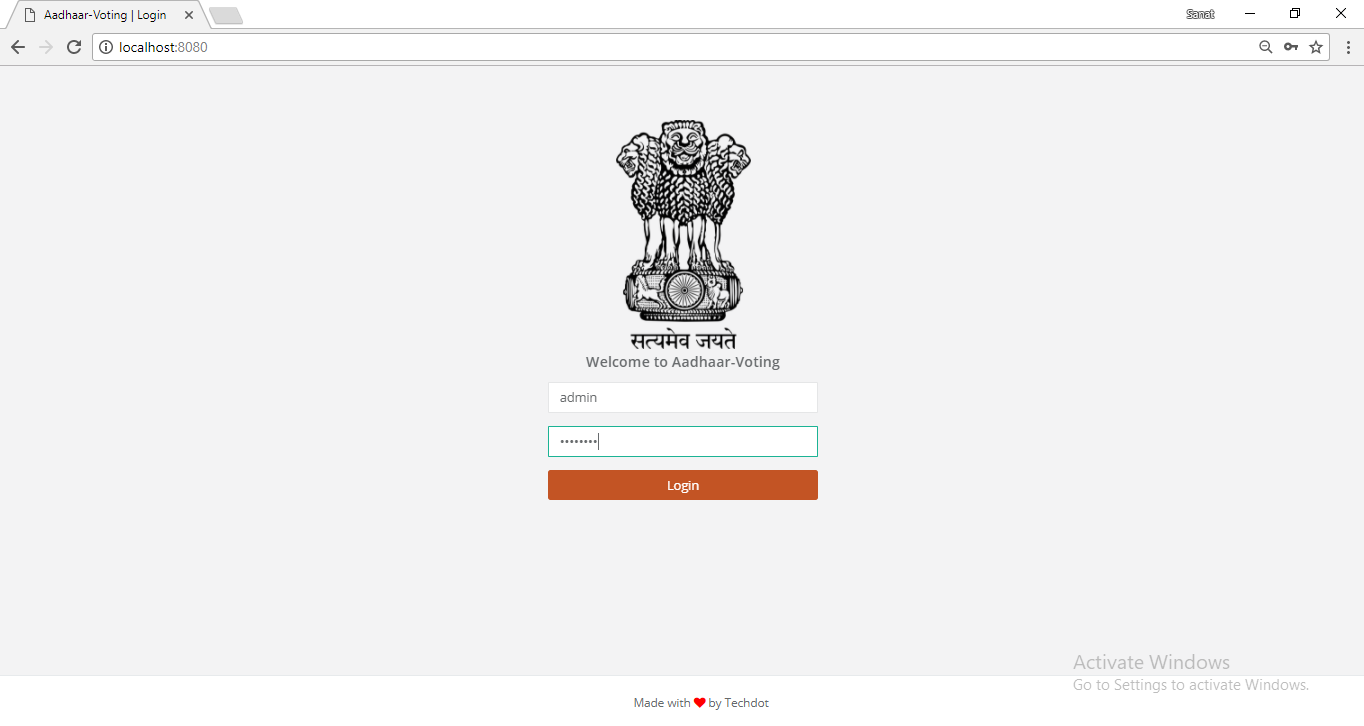 Aadhaar-Voting | Login
Sanat
localhost:8080
सत्यमेव जयते
Welcome to Aadhaar-Voting
admin
••••••••
Login
Activate Windows
Go to Settings to activate Windows.
Made with ❤ by Techdot